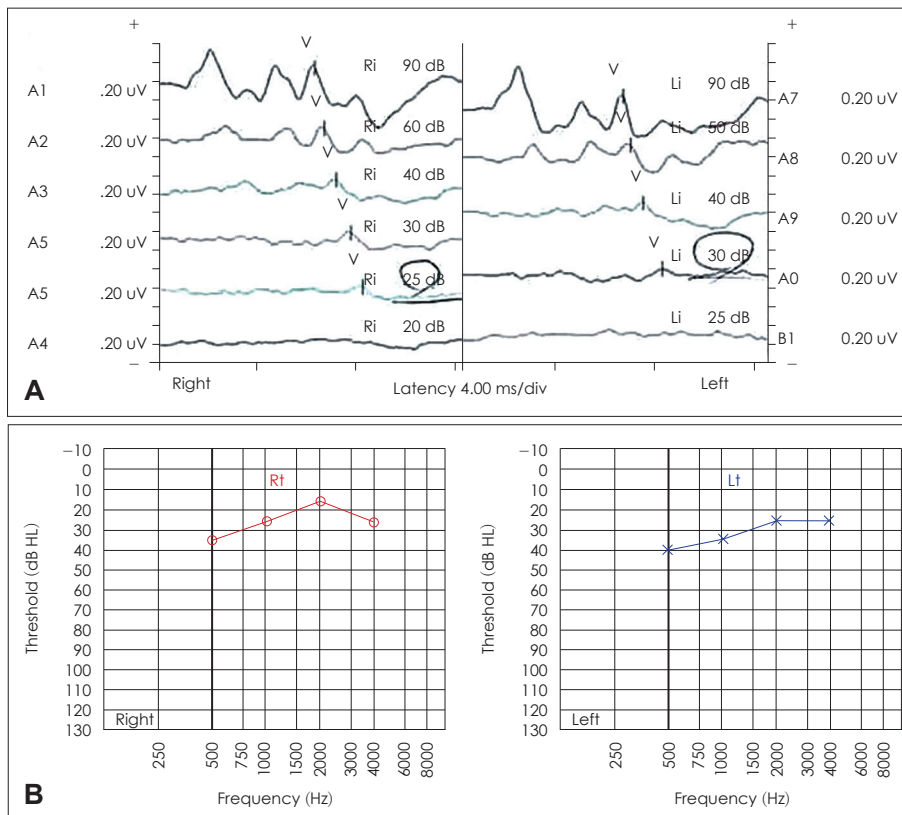 + +
V V
A1 .20 uV Ri 90 dB Li 90 dB A7 0.20 uV
V V
A2 .20 uV Ri 60 dB Li 50 dB A8 0.20 uV
V V
A3 .20 uV Ri 40 dB Li 40 dB A9 0.20 uV
V V
A5 .20 uV Ri 30 dB Li 30 dB A0 0.20 uV
V
A5 .20 uV Ri 25 dB Li 25 dB B1 0.20 uV
A4 .20 uV Ri 20 dB
− −
A Right Latency 4.00 ms/div Left
Threshold (dB HL)
−10
0
10
20
30
40
50
60
70
80
90
100
110
120
130
Rt
Right
250 500 750 1000 1500 2000 3000 4000 6000 8000
Frequency (Hz)
Threshold (dB HL)
−10
0
10
20
30
40
50
60
70
80
90
100
110
120
130
Lt
Left
250 500 750 1000 1500 2000 3000 4000 6000 8000
Frequency (Hz)
B